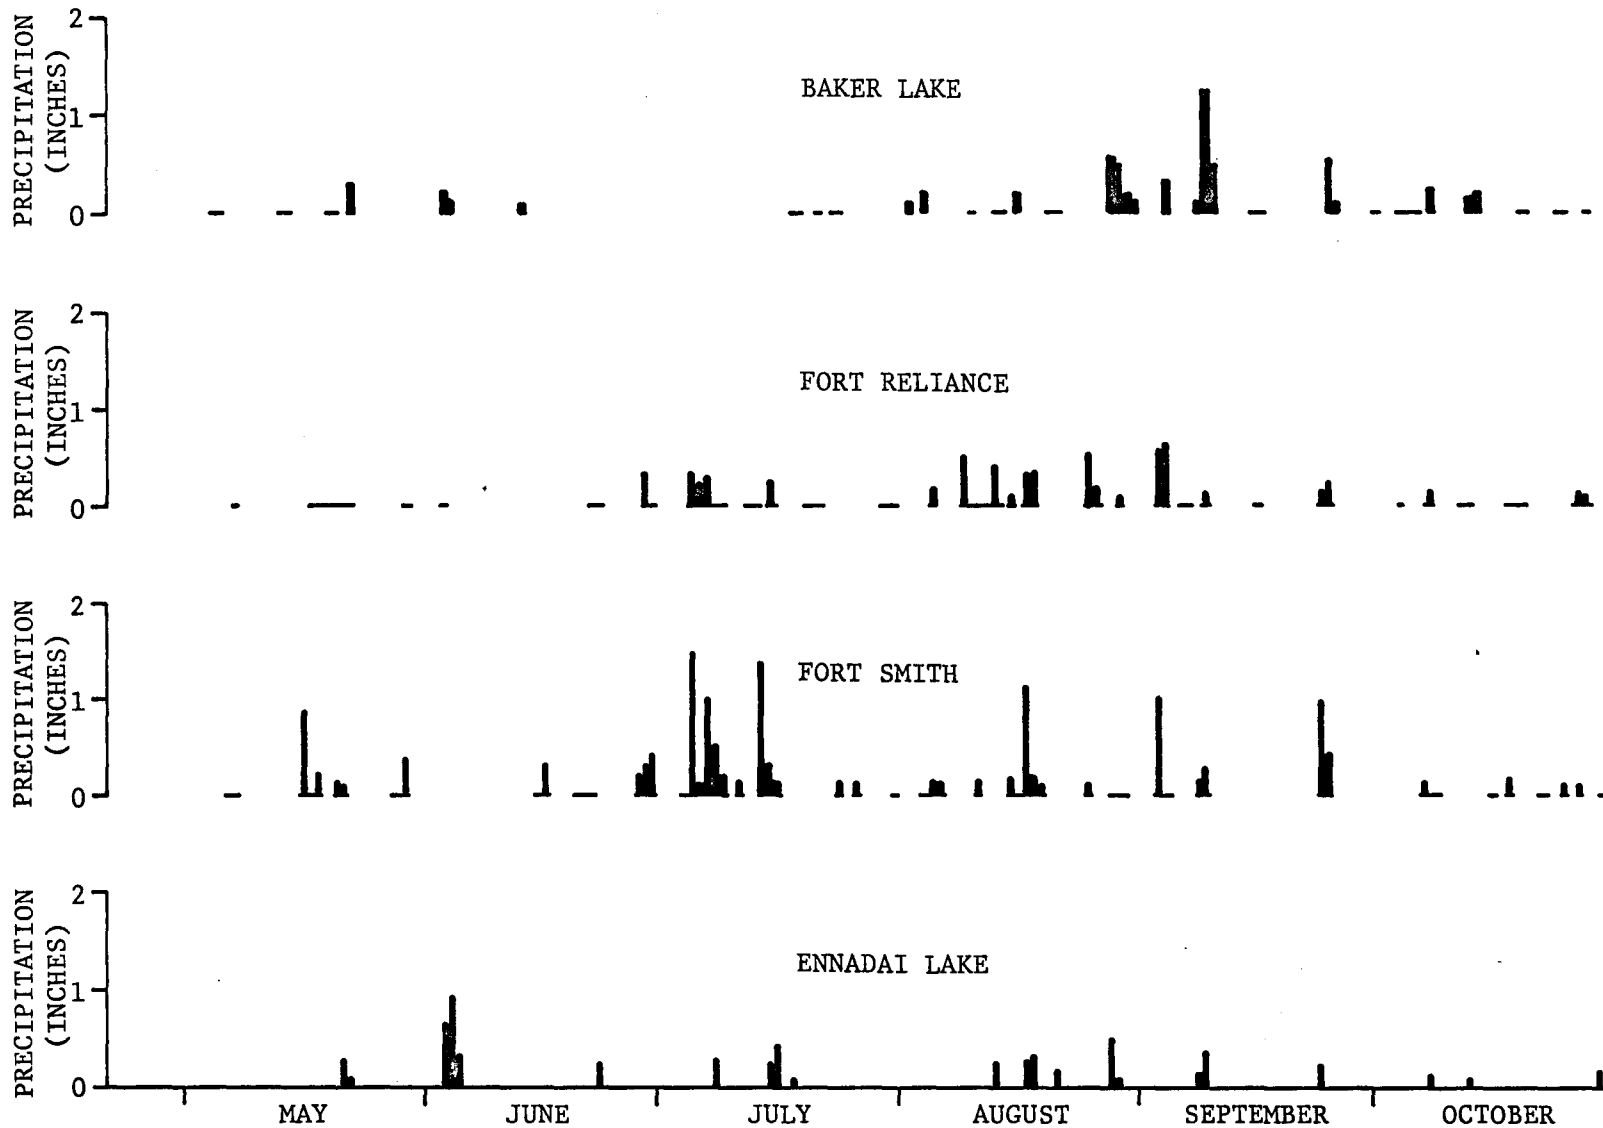 PRECIPITATION
(INCHES)
2
1
0
BAKER LAKE
PRECIPITATION
(INCHES)
2
1
0
FORT RELIANCE
PRECIPITATION
(INCHES)
2
1
0
FORT SMITH
PRECIPITATION
(INCHES)
2
1
0
ENNADAI LAKE
MAY JUNE JULY AUGUST SEPTEMBER OCTOBER